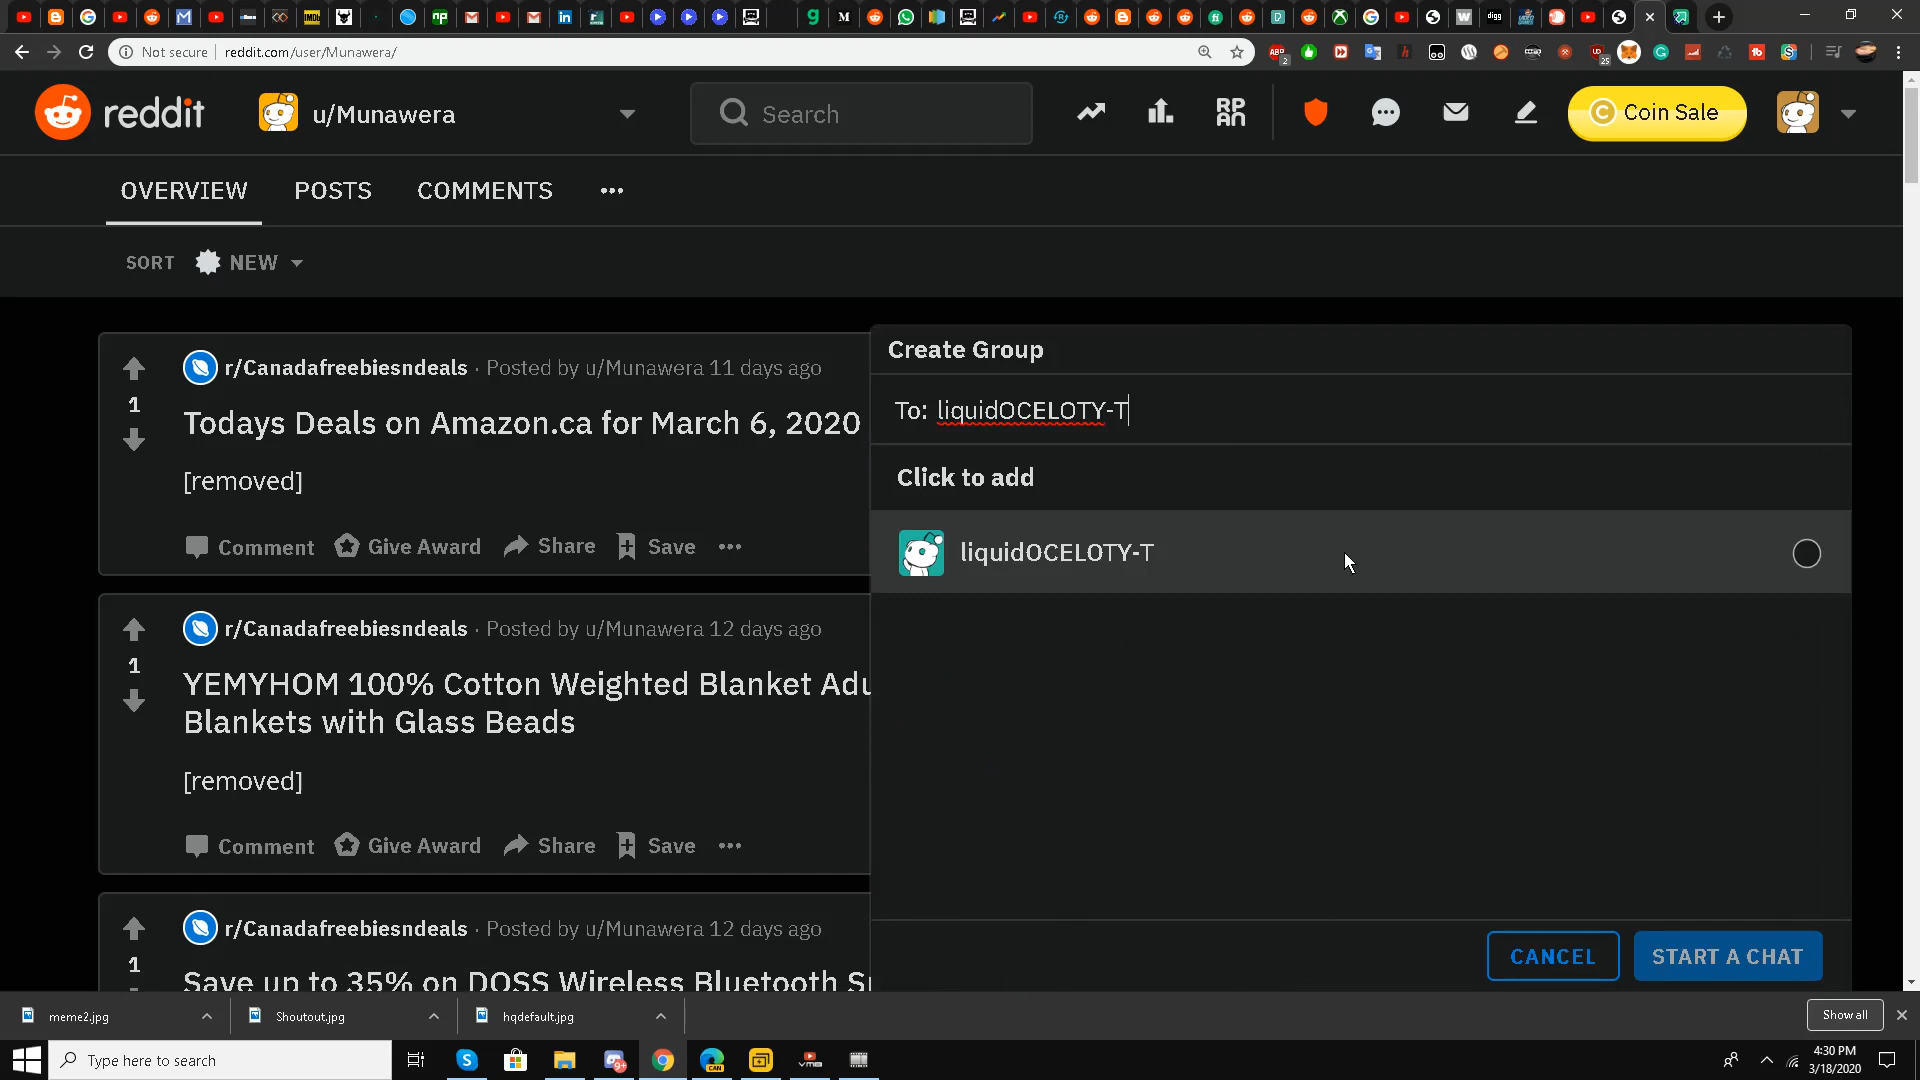 Not secure | reddit.com/user/Munawera/
reddit
u/Munawera
Search
RP
AN
Coin Sale
OVERVIEW
POSTS
COMMENTS
SORT
NEW
1
r/Canadafreebiesndeals · Posted by u/Munawera 11 days ago
Todays Deals on Amazon.ca for March 6, 2020
[removed]
Comment
Give Award
Share
Save
1
r/Canadafreebiesndeals · Posted by u/Munawera 12 days ago
YEMYHOM 100% Cotton Weighted Blanket Adu
Blankets with Glass Beads
[removed]
Comment
Give Award
Share
Save
1
r/Canadafreebiesndeals · Posted by u/Munawera 12 days ago
Save up to 35% on DOSS Wireless Bluetooth S
Create Group
To: liquidOCELOTY-T
Click to add
liquidOCELOTY-T
CANCEL
START A CHAT
meme2.jpg
Shoutout.jpg
hqdefault.jpg
Show all
Type here to search
4:30 PM
3/18/2020